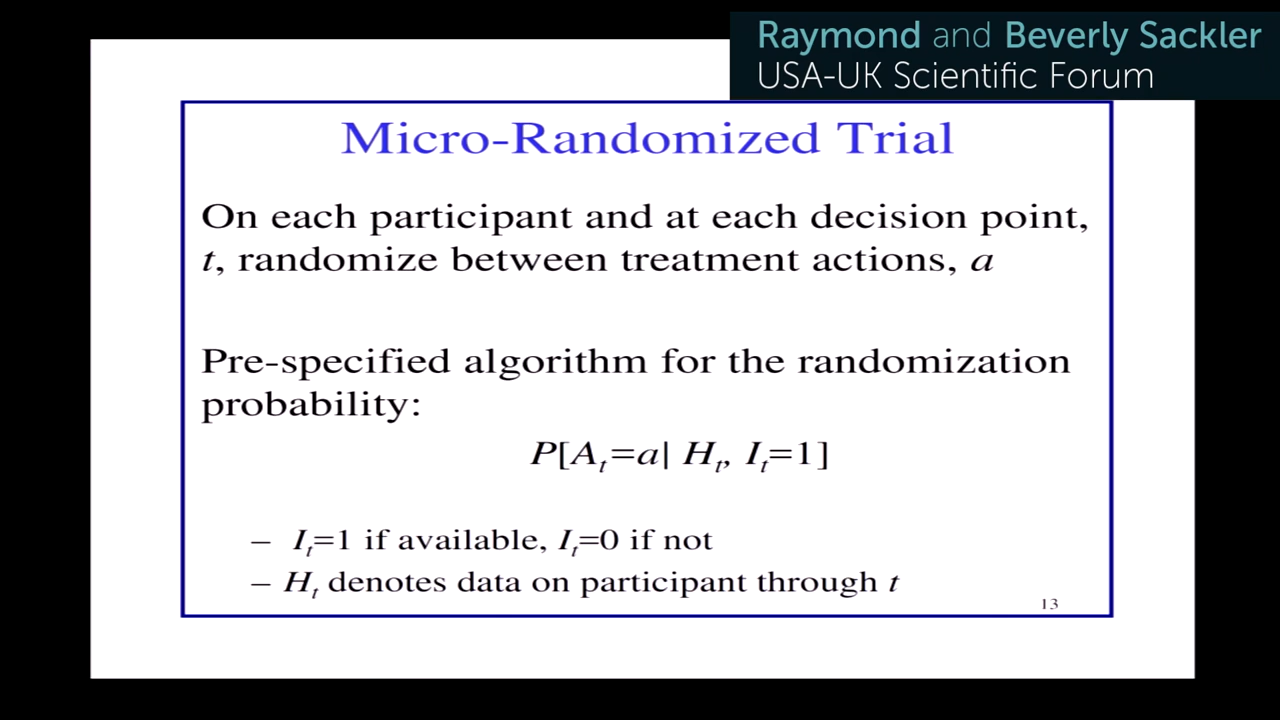 Raymond and Beverly Sackler
USA-UK Scientific Forum
Micro-Randomized Trial
On each participant and at each decision point,
t, randomize between treatment actions, a
Pre-specified algorithm for the randomization
probability:
P[Aₜ=a| Hₜ, Iₜ=1]
– Iₜ=1 if available, Iₜ=0 if not
– Hₜ denotes data on participant through t
13